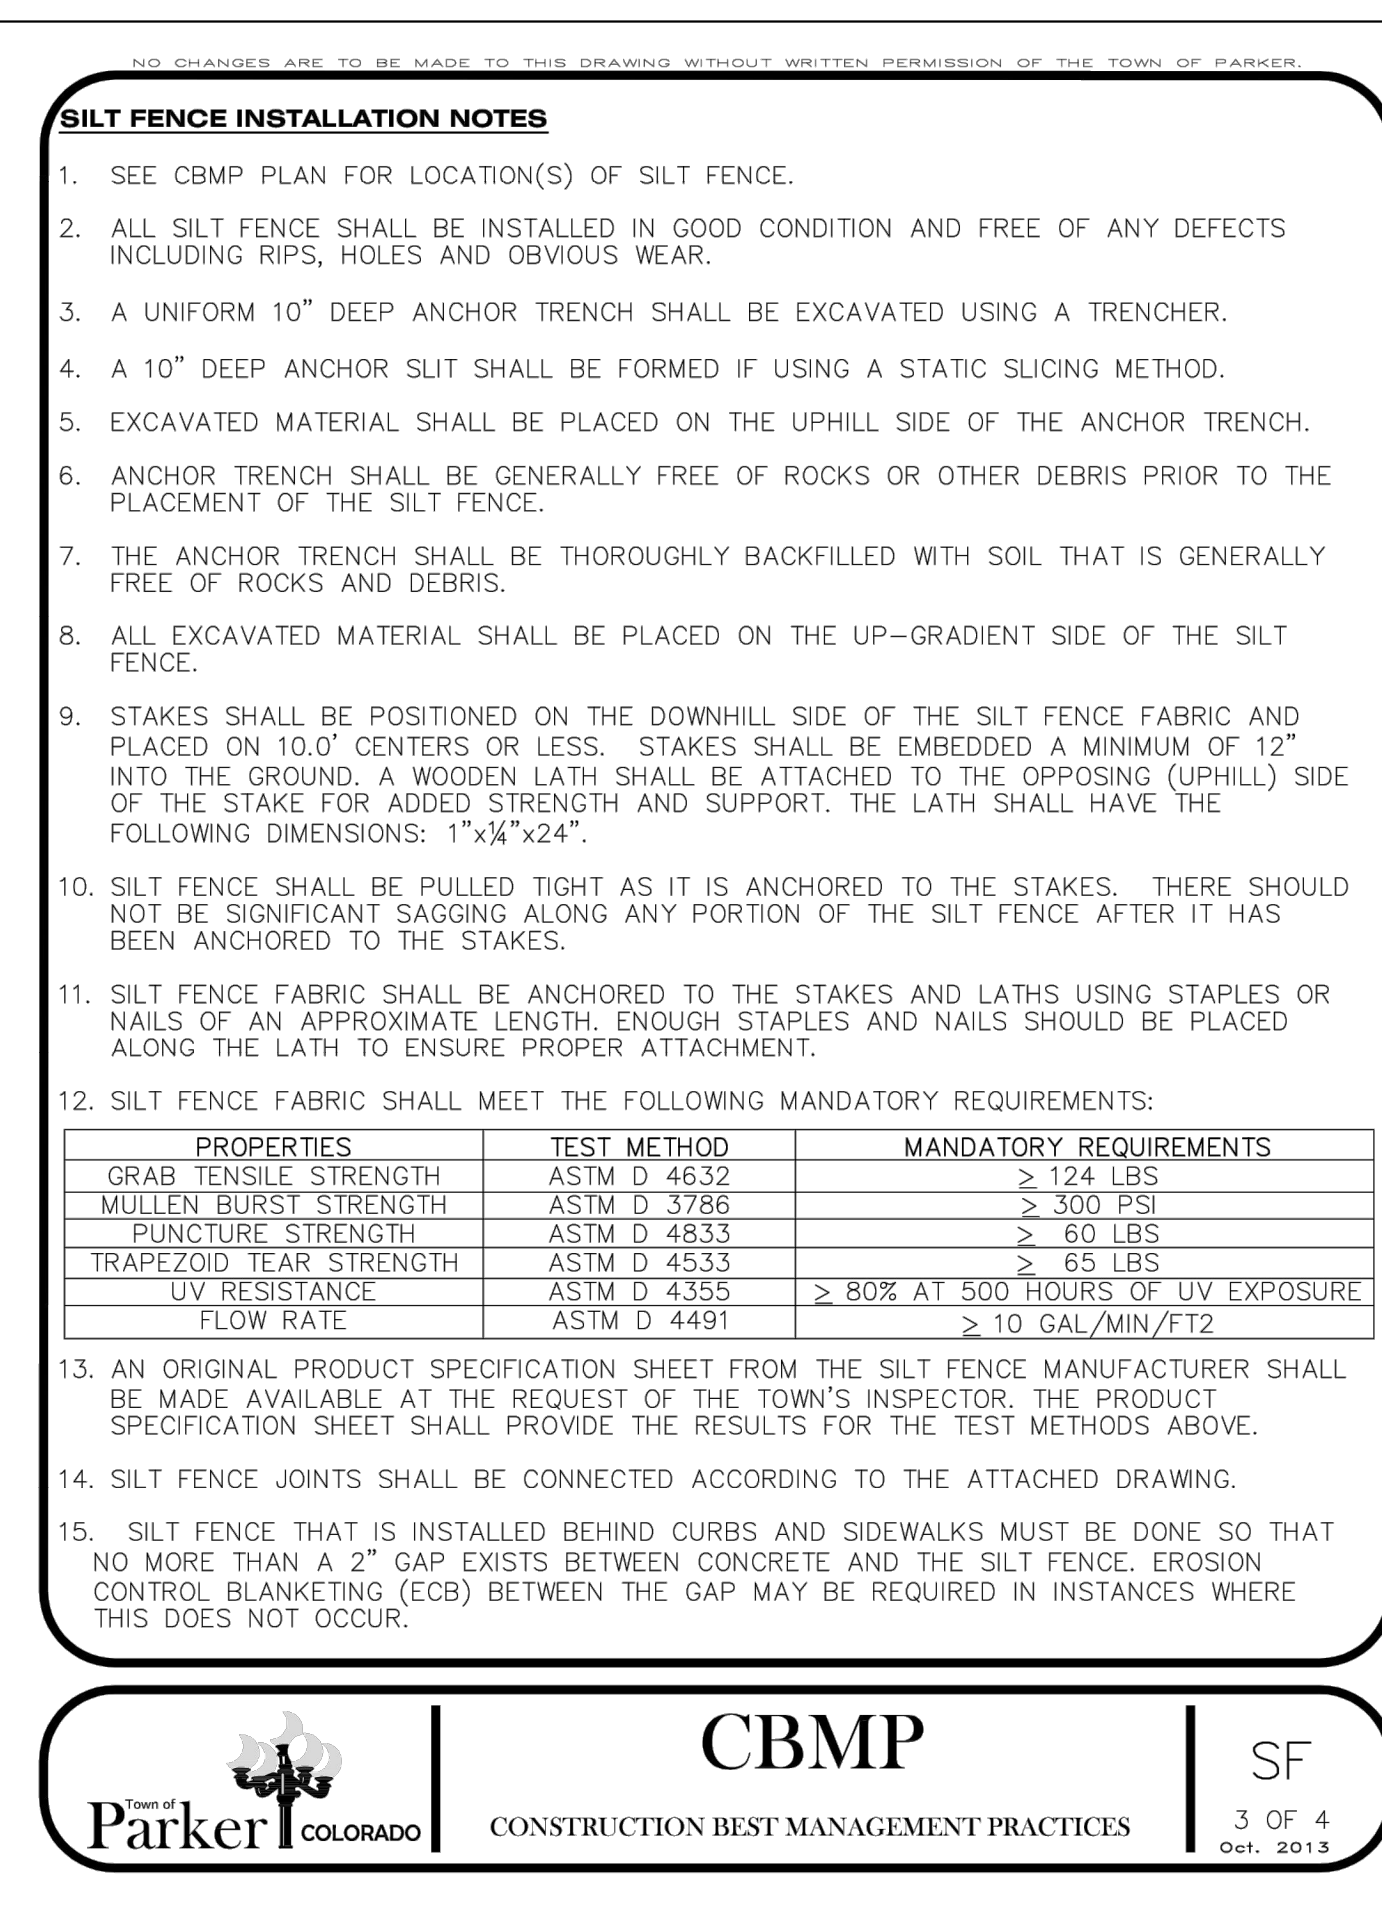 NO CHANGES ARE TO BE MADE TO THIS DRAWING WITHOUT WRITTEN PERMISSION OF THE TOWN OF PARKER.
SILT FENCE INSTALLATION NOTES
1. SEE CBMP PLAN FOR LOCATION(S) OF SILT FENCE.
2. ALL SILT FENCE SHALL BE INSTALLED IN GOOD CONDITION AND FREE OF ANY DEFECTS
INCLUDING RIPS, HOLES AND OBVIOUS WEAR.
3. A UNIFORM 10” DEEP ANCHOR TRENCH SHALL BE EXCAVATED USING A TRENCHER.
4. A 10” DEEP ANCHOR SLIT SHALL BE FORMED IF USING A STATIC SLICING METHOD.
5. EXCAVATED MATERIAL SHALL BE PLACED ON THE UPHILL SIDE OF THE ANCHOR TRENCH.
6. ANCHOR TRENCH SHALL BE GENERALLY FREE OF ROCKS OR OTHER DEBRIS PRIOR TO THE
PLACEMENT OF THE SILT FENCE.
7. THE ANCHOR TRENCH SHALL BE THOROUGHLY BACKFILLED WITH SOIL THAT IS GENERALLY
FREE OF ROCKS AND DEBRIS.
8. ALL EXCAVATED MATERIAL SHALL BE PLACED ON THE UP-GRADIENT SIDE OF THE SILT
FENCE.
9. STAKES SHALL BE POSITIONED ON THE DOWNHILL SIDE OF THE SILT FENCE FABRIC AND
PLACED ON 10.0' CENTERS OR LESS. STAKES SHALL BE EMBEDDED A MINIMUM OF 12”
INTO THE GROUND. A WOODEN LATH SHALL BE ATTACHED TO THE OPPOSING (UPHILL) SIDE
OF THE STAKE FOR ADDED STRENGTH AND SUPPORT. THE LATH SHALL HAVE THE
FOLLOWING DIMENSIONS: 1”x¼”x24”.
10. SILT FENCE SHALL BE PULLED TIGHT AS IT IS ANCHORED TO THE STAKES. THERE SHOULD
NOT BE SIGNIFICANT SAGGING ALONG ANY PORTION OF THE SILT FENCE AFTER IT HAS
BEEN ANCHORED TO THE STAKES.
11. SILT FENCE FABRIC SHALL BE ANCHORED TO THE STAKES AND LATHS USING STAPLES OR
NAILS OF AN APPROXIMATE LENGTH. ENOUGH STAPLES AND NAILS SHOULD BE PLACED
ALONG THE LATH TO ENSURE PROPER ATTACHMENT.
12. SILT FENCE FABRIC SHALL MEET THE FOLLOWING MANDATORY REQUIREMENTS:
PROPERTIES TEST METHOD MANDATORY REQUIREMENTS
GRAB TENSILE STRENGTH ASTM D 4632 ≥ 124 LBS
MULLEN BURST STRENGTH ASTM D 3786 ≥ 300 PSI
PUNCTURE STRENGTH ASTM D 4833 ≥ 60 LBS
TRAPEZOID TEAR STRENGTH ASTM D 4533 ≥ 65 LBS
UV RESISTANCE ASTM D 4355 ≥ 80% AT 500 HOURS OF UV EXPOSURE
FLOW RATE ASTM D 4491 ≥ 10 GAL/MIN/FT2
13. AN ORIGINAL PRODUCT SPECIFICATION SHEET FROM THE SILT FENCE MANUFACTURER SHALL
BE MADE AVAILABLE AT THE REQUEST OF THE TOWN'S INSPECTOR. THE PRODUCT
SPECIFICATION SHEET SHALL PROVIDE THE RESULTS FOR THE TEST METHODS ABOVE.
14. SILT FENCE JOINTS SHALL BE CONNECTED ACCORDING TO THE ATTACHED DRAWING.
15. SILT FENCE THAT IS INSTALLED BEHIND CURBS AND SIDEWALKS MUST BE DONE SO THAT
NO MORE THAN A 2” GAP EXISTS BETWEEN CONCRETE AND THE SILT FENCE. EROSION
CONTROL BLANKETING (ECB) BETWEEN THE GAP MAY BE REQUIRED IN INSTANCES WHERE
THIS DOES NOT OCCUR.
Town of
Parker COLORADO
CBMP
CONSTRUCTION BEST MANAGEMENT PRACTICES
SF
3 OF 4
Oct. 2013